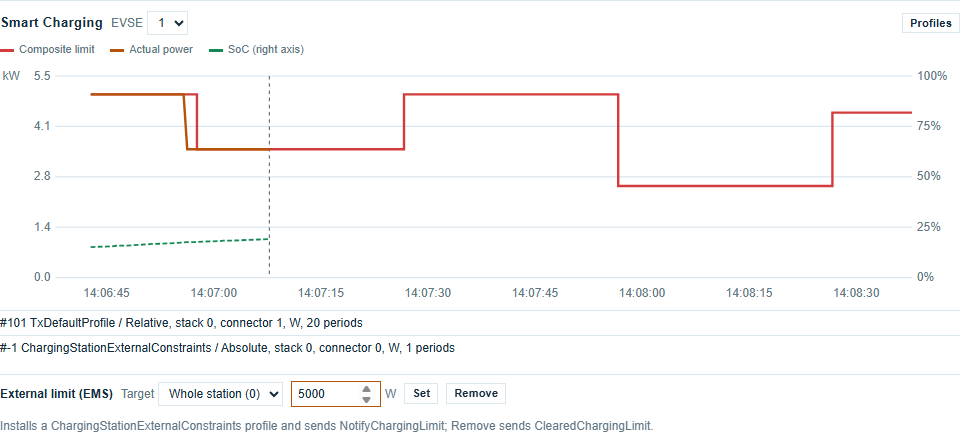 Smart Charging EVSE 1 Profiles
Composite limit Actual power SoC (right axis)
kW 5.5 100%
4.1 75%
2.8 50%
1.4 25%
0.0 0%
14:06:45 14:07:00 14:07:15 14:07:30 14:07:45 14:08:00 14:08:15 14:08:30
#101 TxDefaultProfile / Relative, stack 0, connector 1, W, 20 periods
#-1 ChargingStationExternalConstraints / Absolute, stack 0, connector 0, W, 1 periods
External limit (EMS) Target Whole station (0) 5000 W Set Remove
Installs a ChargingStationExternalConstraints profile and sends NotifyChargingLimit; Remove sends ClearedChargingLimit.